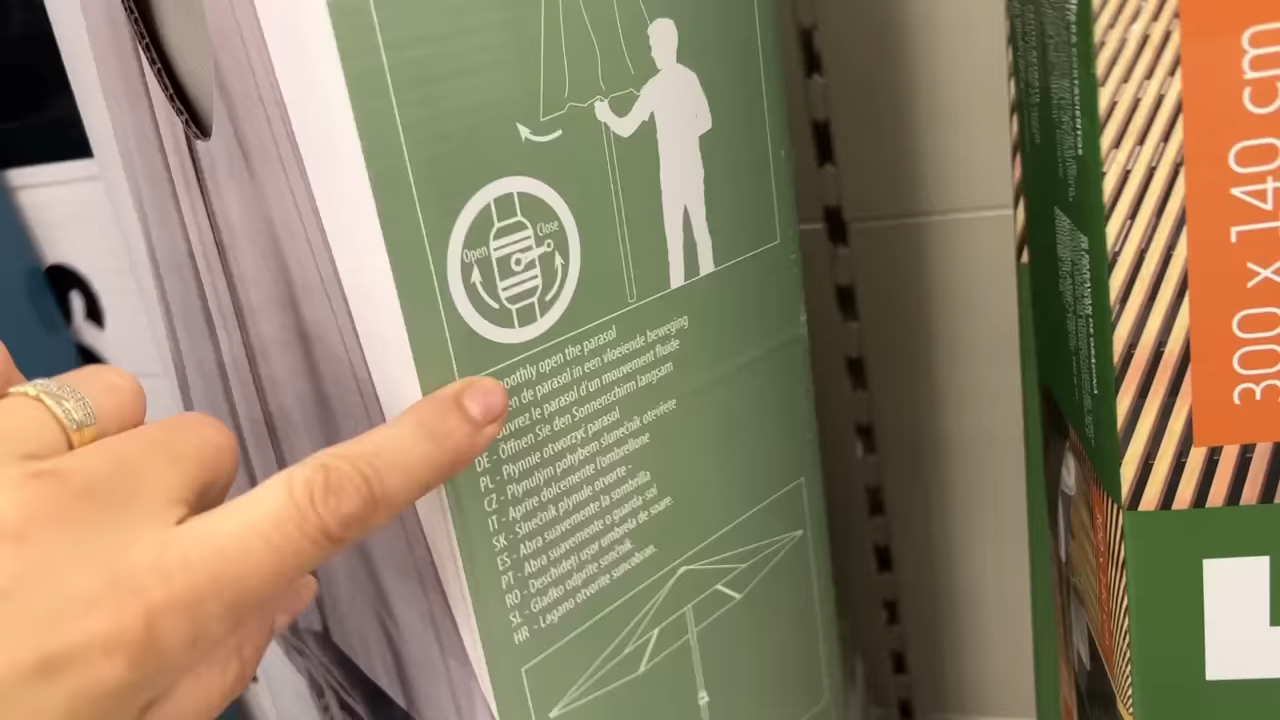 Open
Close
oothly open the parasol
en de parasol in een vloeiende beweging
ouvrez le parasol d'un mouvement fluide
DE - Öffnen Sie den Sonnenschirm langsam
PL - Płynnie otworzyć parasol
CZ - Plynulým pohybem slunečník otevřete
IT - Aprire dolcemente l'ombrellone
SK - Slnečník plynule otvorte -
ES - Abra suavemente la sombrilla
PT - Abra suavemente o guarda-sol
RO - Deschideți ușor umbrela de soare.
SL - Gladko odprite sončnik.
HR - Lagano otvorite suncobran.
300 x 140 cm